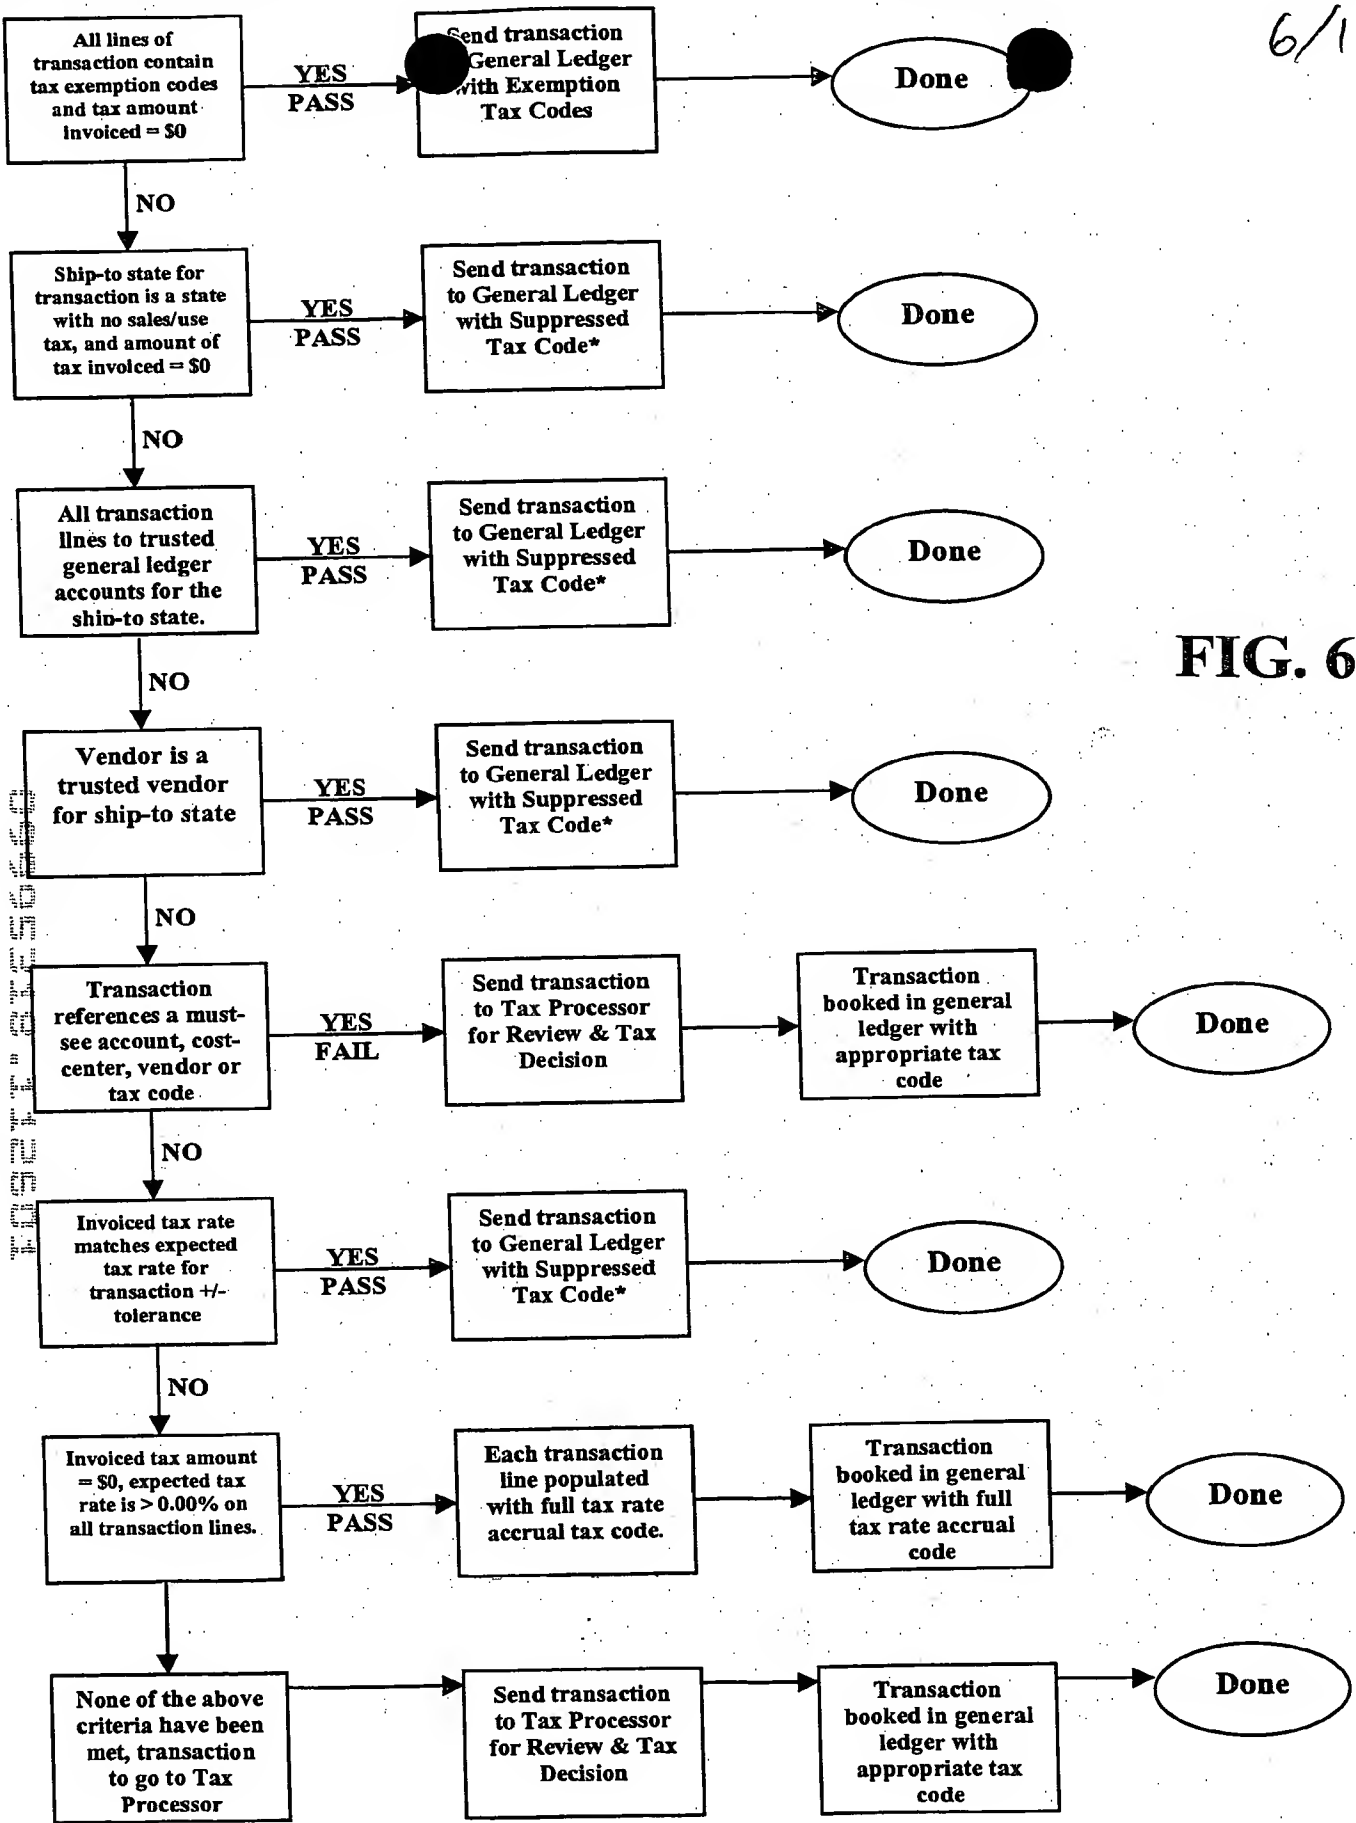 6/1
All lines of
transaction contain
tax exemption codes
and tax amount
invoiced = $0
YES
PASS
Send transaction
General Ledger
with Exemption
Tax Codes
Done
NO
Ship-to state for
transaction is a state
with no sales/use
tax, and amount of
tax invoiced = $0
YES
PASS
Send transaction
to General Ledger
with Suppressed
Tax Code*
Done
NO
All transaction
lines to trusted
general ledger
accounts for the
ship-to state.
YES
PASS
Send transaction
to General Ledger
with Suppressed
Tax Code*
Done
FIG. 6
NO
Vendor is a
trusted vendor
for ship-to state
YES
PASS
Send transaction
to General Ledger
with Suppressed
Tax Code*
Done
NO
Transaction
references a must-
see account, cost-
center, vendor or
tax code
YES
FAIL
Send transaction
to Tax Processor
for Review & Tax
Decision
Transaction
booked in general
ledger with
appropriate tax
code
Done
NO
Invoiced tax rate
matches expected
tax rate for
transaction +/-
tolerance
YES
PASS
Send transaction
to General Ledger
with Suppressed
Tax Code*
Done
NO
Invoiced tax amount
= $0, expected tax
rate is > 0.00% on
all transaction lines.
YES
PASS
Each transaction
line populated
with full tax rate
accrual tax code.
Transaction
booked in general
ledger with full
tax rate accrual
code
Done
None of the above
criteria have been
met, transaction
to go to Tax
Processor
Send transaction
to Tax Processor
for Review & Tax
Decision
Transaction
booked in general
ledger with
appropriate tax
code
Done